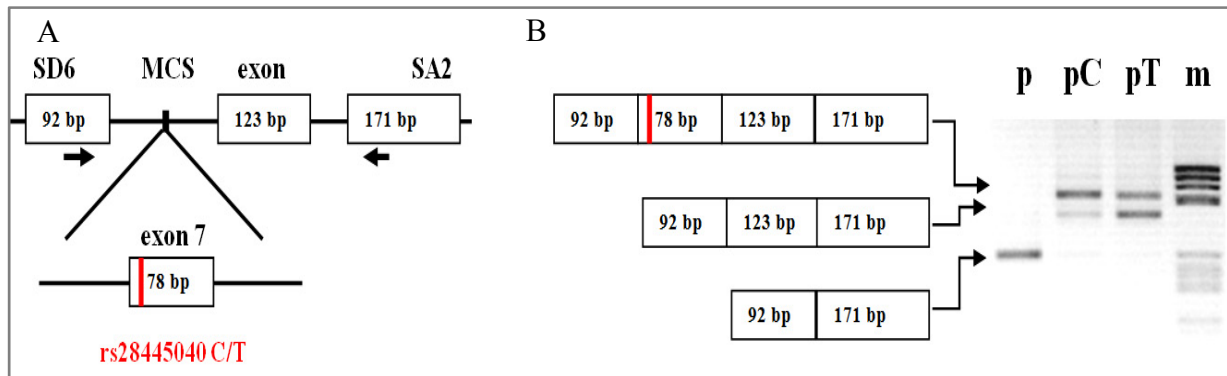 A
SD6 MCS exon SA2
92 bp 123 bp 171 bp
exon 7
78 bp
rs28445040 C/T
B
p pC pT m
92 bp 78 bp 123 bp 171 bp
92 bp 123 bp 171 bp
92 bp 171 bp